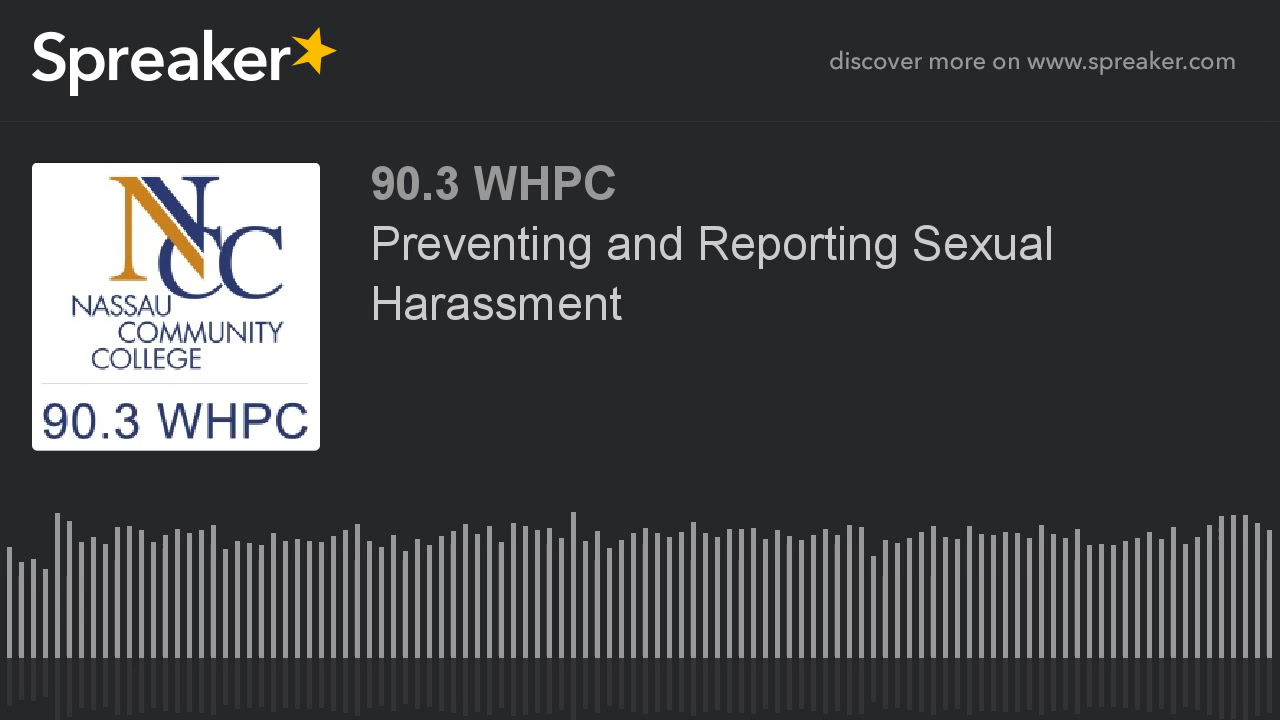 Spreaker
discover more on www.spreaker.com
NCC
NASSAU
COMMUNITY
COLLEGE
90.3 WHPC
90.3 WHPC
Preventing and Reporting Sexual
Harassment